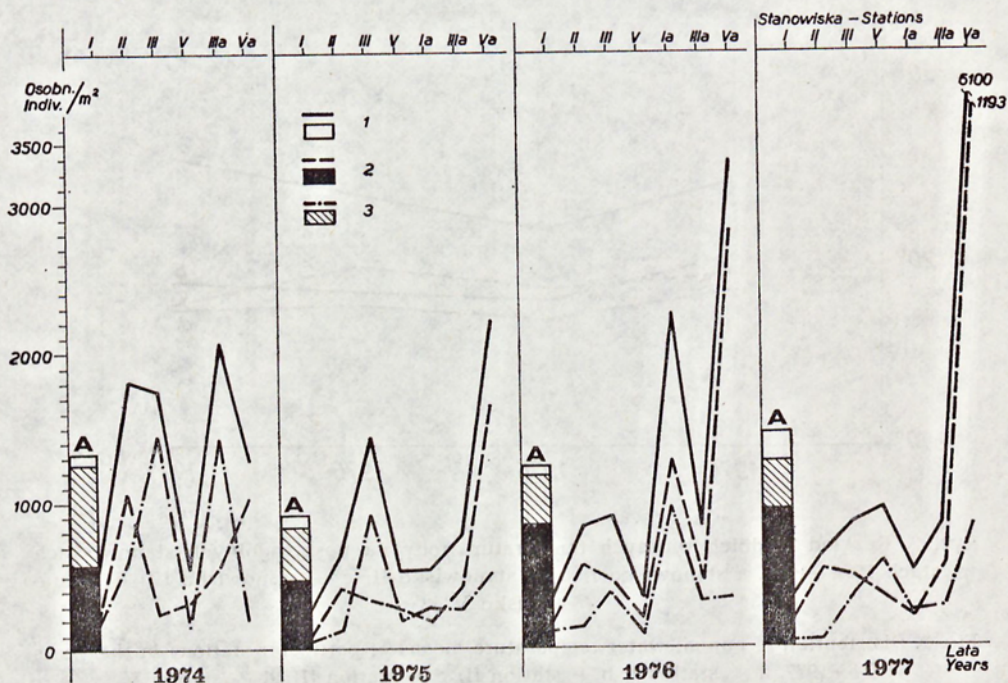 Stanowiska – Stations
I II III V IIIa Va I II III V Ia IIIa Va I II III V Ia IIIa Va I II III V Ia IIIa Va
Osobn.
Indiv./m²
6100
1193
3500
3000
2000
1000
0
1
2
3
A
A
A
A
1974 1975 1976 1977
Lata
Years